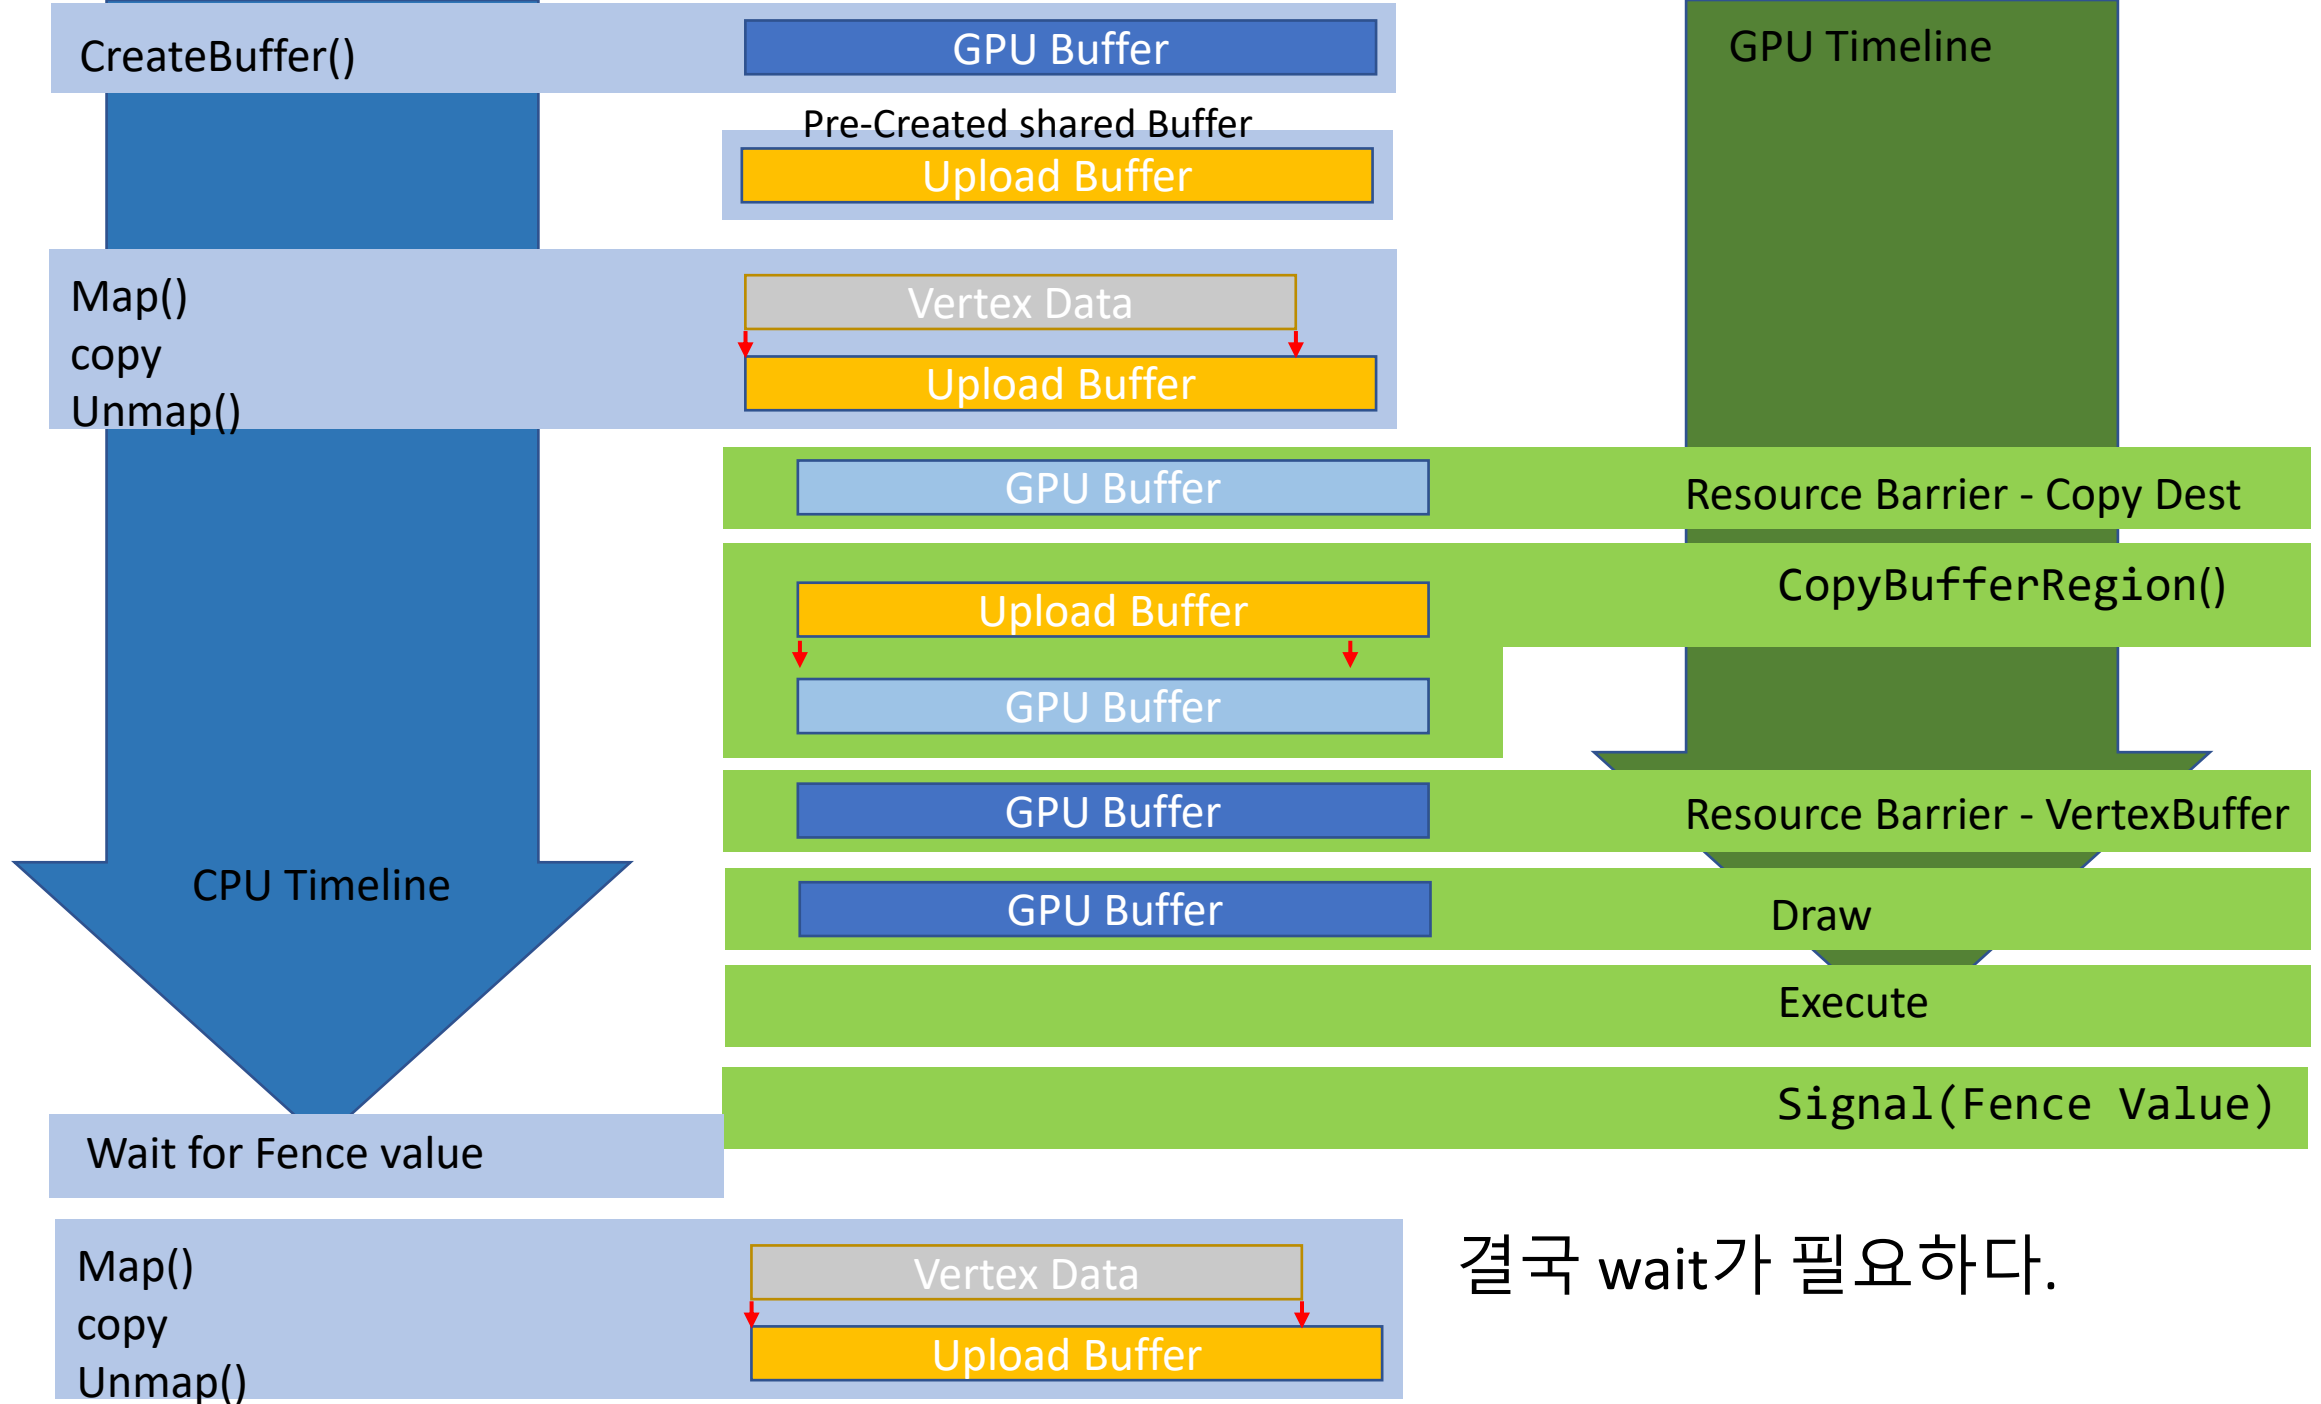 CreateBuffer()
GPU Buffer
GPU Timeline
Pre-Created shared Buffer
Upload Buffer
Map()
copy
Unmap()
Vertex Data
Upload Buffer
GPU Buffer
Resource Barrier - Copy Dest
CopyBufferRegion()
Upload Buffer
GPU Buffer
GPU Buffer
Resource Barrier - VertexBuffer
CPU Timeline
GPU Buffer
Draw
Execute
Signal(Fence Value)
Wait for Fence value
Map()
copy
Unmap()
Vertex Data
Upload Buffer
결국 wait가 필요하다.